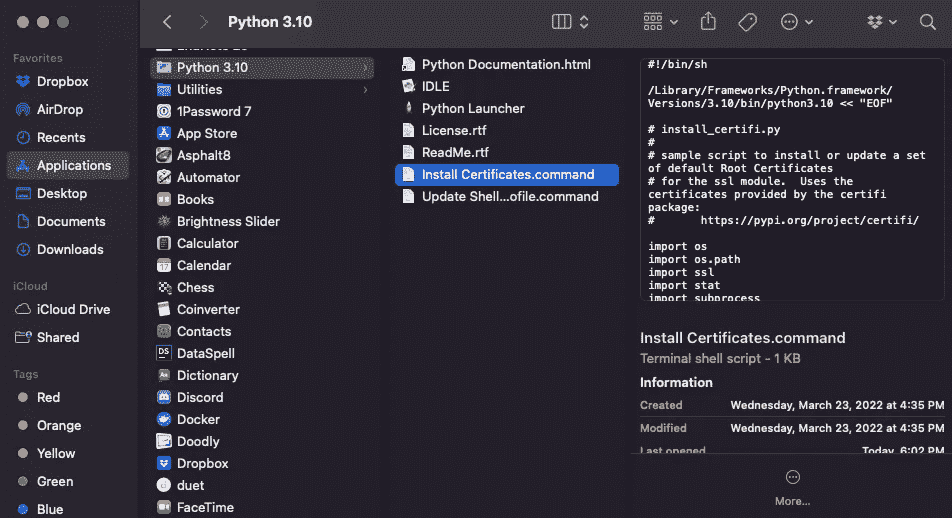 Python 3.10
Favorites
Dropbox
AirDrop
Recents
Applications
Desktop
Documents
Downloads
iCloud
iCloud Drive
Shared
Tags
Red
Orange
Yellow
Green
Blue
Python 3.10
Utilities
1Password 7
App Store
Asphalt8
Automator
Books
Brightness Slider
Calculator
Calendar
17
Chess
Coinverter
Contacts
DS
DataSpell
Aa
Dictionary
Discord
Docker
Doodly
Dropbox
duet
FaceTime
Python Documentation.html
IDLE
Python Launcher
License.rtf
ReadMe.rtf
Install Certificates.command
Update Shell...ofile.command
#!/bin/sh
/Library/Frameworks/Python.framework/
Versions/3.10/bin/python3.10 << "EOF"
# install_certifi.py
#
# sample script to install or update a set
of default Root Certificates
# for the ssl module.  Uses the
certificates provided by the certifi
package:
#       https://pypi.org/project/certifi/
import os
import os.path
import ssl
import stat
import subprocess
Install Certificates.command
Terminal shell script - 1 KB
Information
Created Wednesday, March 23, 2022 at 4:35 PM
Modified Wednesday, March 23, 2022 at 4:35 PM
Last opened Today, 6:02 PM
More...